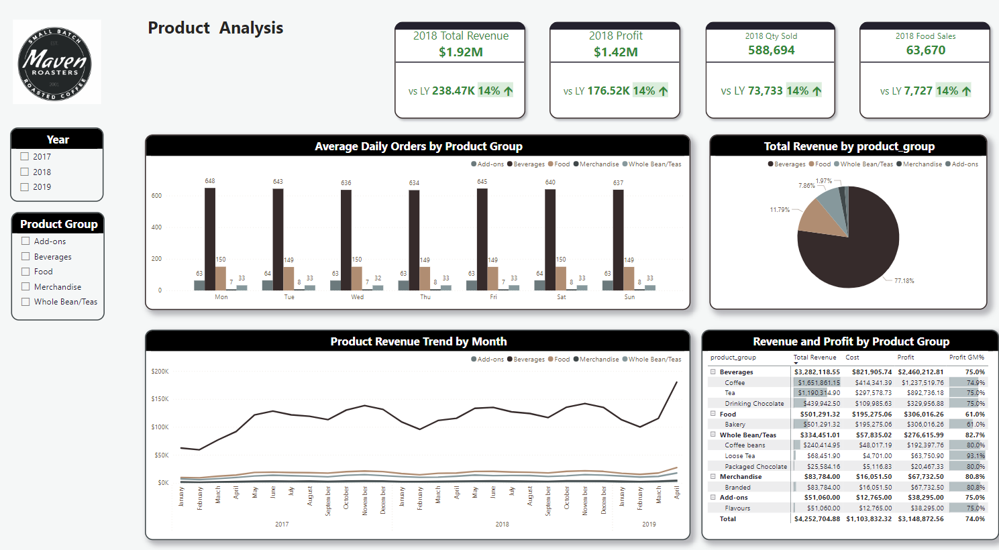 SMALL BATCH
EST
Maven
ROASTERS
2001
ROASTED COFFEE
Product Analysis
2018 Total Revenue
$1.92M
vs LY 238.47K 14% ↑
2018 Profit
$1.42M
vs LY 176.52K 14% ↑
2018 Qty Sold
588,694
vs LY 73,733 14% ↑
2018 Food Sales
63,670
vs LY 7,727 14% ↑
Year
2017
2018
2019
Product Group
Add-ons
Beverages
Food
Merchandise
Whole Bean/Teas
Average Daily Orders by Product Group
Add-ons Beverages Food Merchandise Whole Bean/Teas
600
400
200
0
63 648 150 7 33
64 643 149 8 33
63 636 150 7 32
63 634 149 8 33
63 645 149 7 33
64 640 150 8 33
63 637 149 8 33
Mon Tue Wed Thu Fri Sat Sun
Total Revenue by product_group
Beverages Food Whole Bean/Teas Merchandise Add-ons
1.97%
7.86%
11.79%
77.18%
Product Revenue Trend by Month
Add-ons Beverages Food Merchandise Whole Bean/Teas
$200K
$150K
$100K
$50K
$0K
January February March April May June July August September October November December January February March April May June July August September October November December January February March April
2017 2018 2019
Revenue and Profit by Product Group
product_group Total Revenue Cost Profit Profit GM%
Beverages $3,282,118.55 $821,905.74 $2,460,212.81 75.0%
Coffee $1,651,861.15 $414,341.39 $1,237,519.76 74.9%
Tea $1,190,314.90 $297,578.73 $892,736.18 75.0%
Drinking Chocolate $439,942.50 $109,985.63 $329,956.88 75.0%
Food $501,291.32 $195,275.06 $306,016.26 61.0%
Bakery $501,291.32 $195,275.06 $306,016.26 61.0%
Whole Bean/Teas $334,451.01 $57,835.02 $276,615.99 82.7%
Coffee beans $240,414.95 $48,017.19 $192,397.76 80.0%
Loose Tea $68,451.90 $4,701.00 $63,750.90 93.1%
Packaged Chocolate $25,584.16 $5,116.83 $20,467.33 80.0%
Merchandise $83,784.00 $16,051.50 $67,732.50 80.8%
Branded $83,784.00 $16,051.50 $67,732.50 80.8%
Add-ons $51,060.00 $12,765.00 $38,295.00 75.0%
Flavours $51,060.00 $12,765.00 $38,295.00 75.0%
Total $4,252,704.88 $1,103,832.32 $3,148,872.56 74.0%